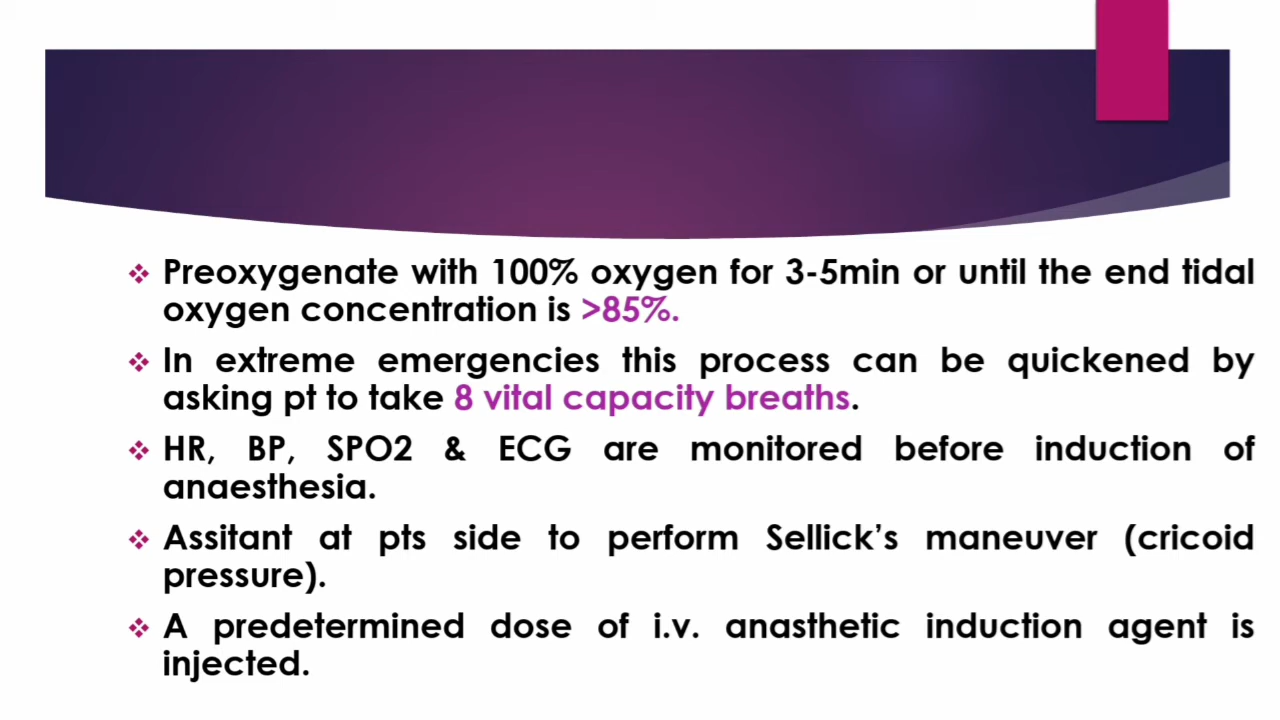 ❖ Preoxygenate with 100% oxygen for 3-5min or until the end tidal
oxygen concentration is >85%.
❖ In extreme emergencies this process can be quickened by
asking pt to take 8 vital capacity breaths.
❖ HR, BP, SPO2 & ECG are monitored before induction of
anaesthesia.
❖ Assitant at pts side to perform Sellick’s maneuver (cricoid
pressure).
❖ A predetermined dose of i.v. anasthetic induction agent is
injected.